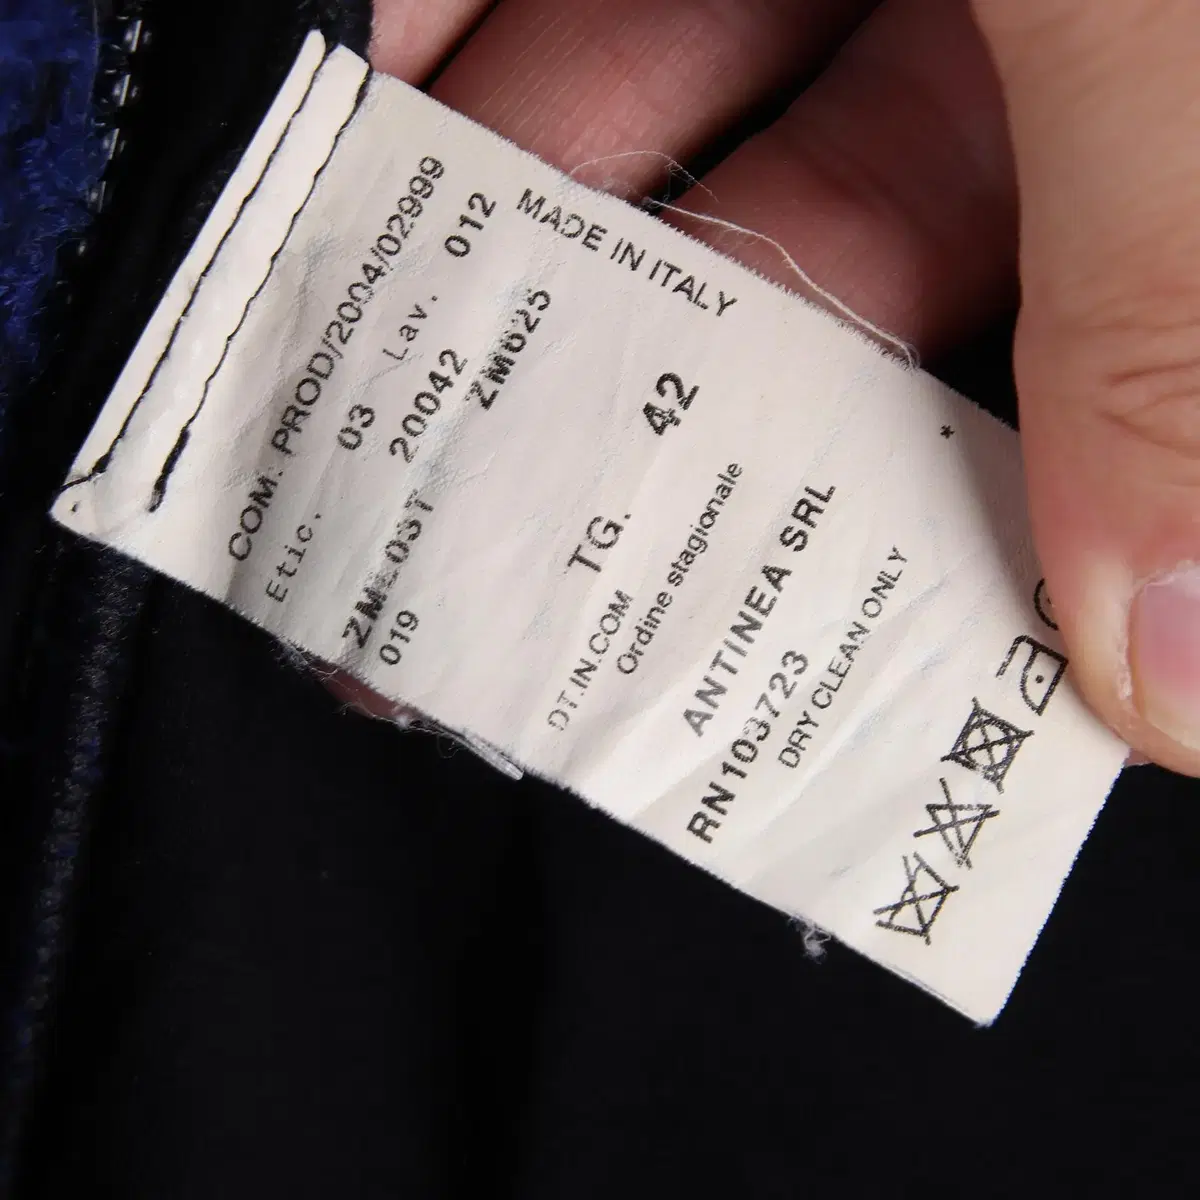 MADE IN ITALY
COM. PROD/2004/02999
Etic. 03 Lav. 012
20042
019 ZM625
TG. 42
DT.IN.COM
Ordine stagionale
ANTINEA SRL
RN103723
DRY CLEAN ONLY
*